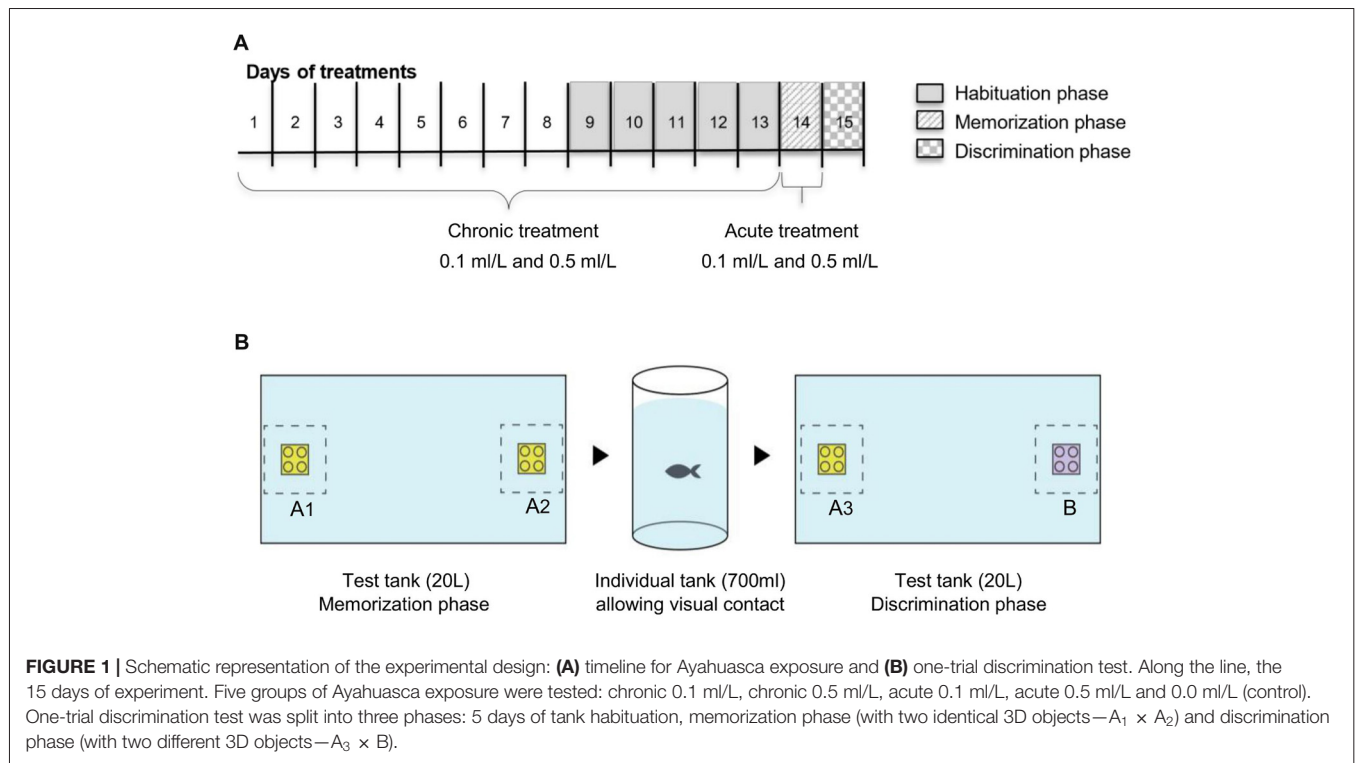 A
Days of treatments
1 2 3 4 5 6 7 8 9 10 11 12 13 14 15
Habituation phase
Memorization phase
Discrimination phase
Chronic treatment
0.1 ml/L and 0.5 ml/L
Acute treatment
0.1 ml/L and 0.5 ml/L
B
A1
A2
A3
B
Test tank (20L)
Memorization phase
Individual tank (700ml)
allowing visual contact
Test tank (20L)
Discrimination phase
FIGURE 1 | Schematic representation of the experimental design: (A) timeline for Ayahuasca exposure and (B) one-trial discrimination test. Along the line, the
15 days of experiment. Five groups of Ayahuasca exposure were tested: chronic 0.1 ml/L, chronic 0.5 ml/L, acute 0.1 ml/L, acute 0.5 ml/L and 0.0 ml/L (control).
One-trial discrimination test was split into three phases: 5 days of tank habituation, memorization phase (with two identical 3D objects—A₁ × A₂) and discrimination
phase (with two different 3D objects—A₃ × B).